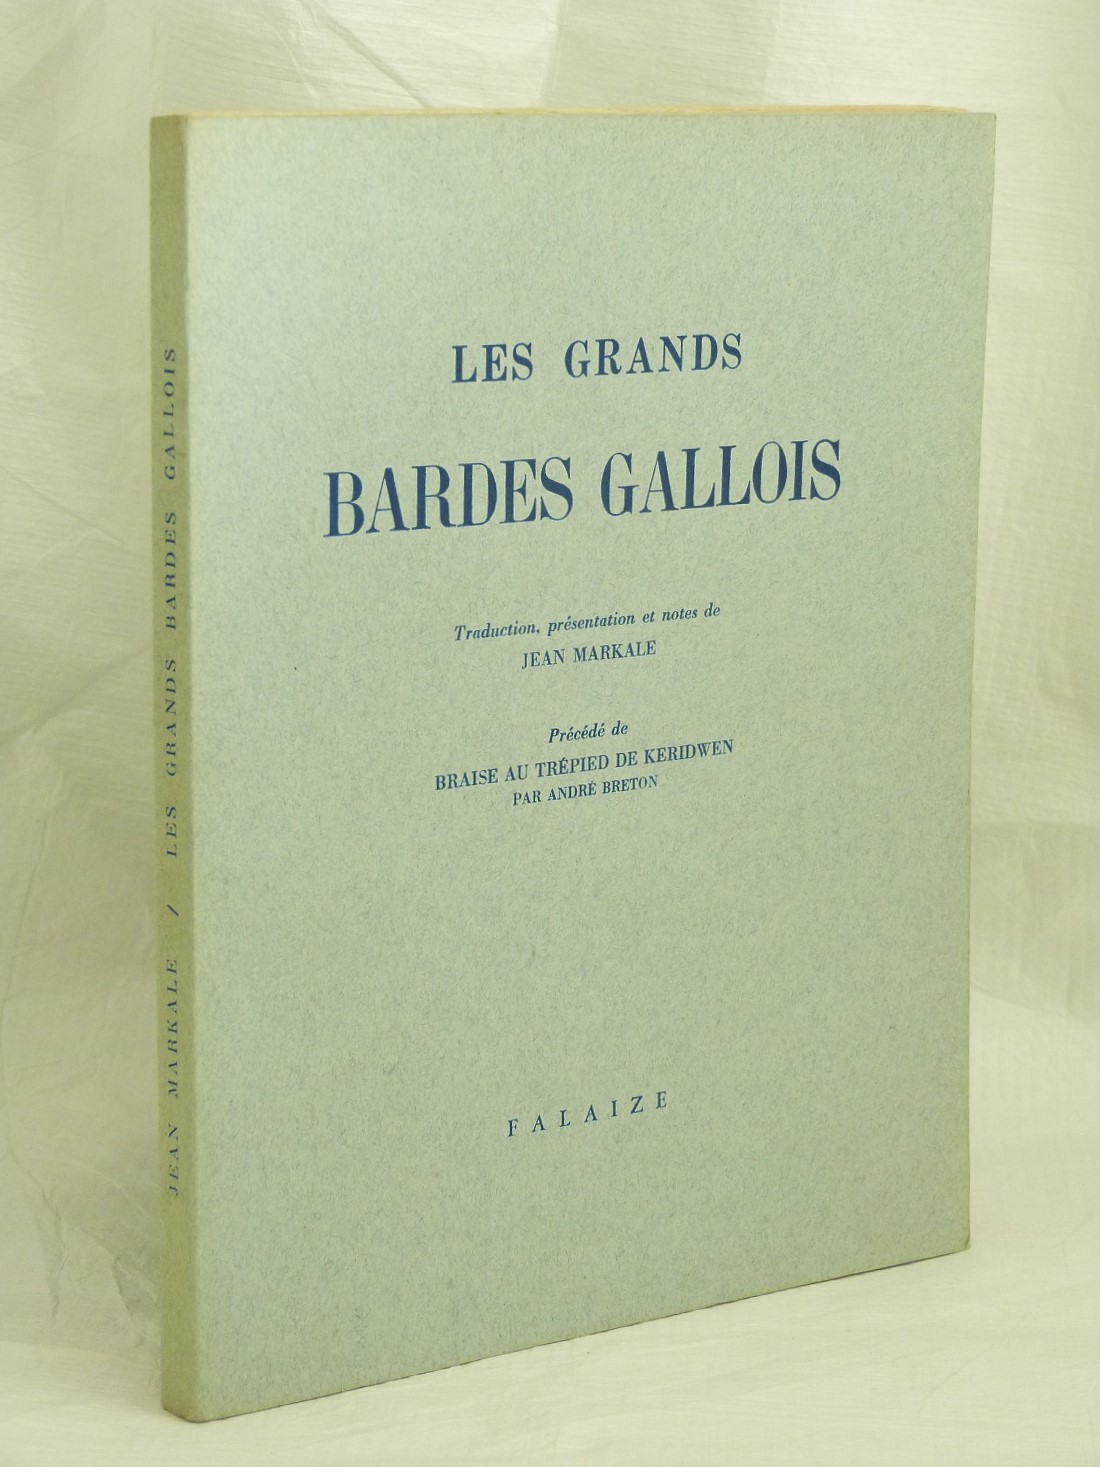 LES GRANDS
BARDES GALLOIS
Traduction, présentation et notes de
JEAN MARKALE
Précédé de
BRAISE AU TRÉPIED DE KERIDWEN
PAR ANDRÉ BRETON
FALAIZE
JEAN MARKALE / LES GRANDS BARDES GALLOIS